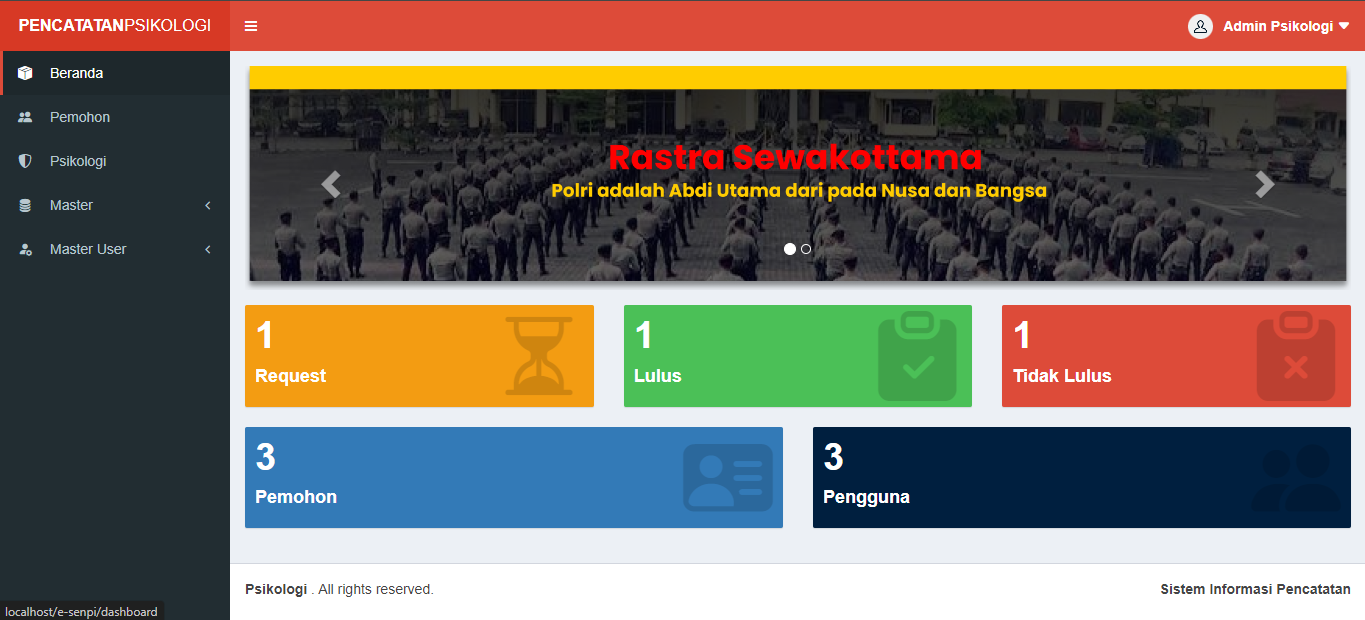 PENCATATANPSIKOLOGI
Admin Psikologi
Beranda
Pemohon
Psikologi
Master
Master User
Rastra Sewakottama
Polri adalah Abdi Utama dari pada Nusa dan Bangsa
1
Request
1
Lulus
1
Tidak Lulus
3
Pemohon
3
Pengguna
Psikologi . All rights reserved.
Sistem Informasi Pencatatan
localhost/e-senpi/dashboard